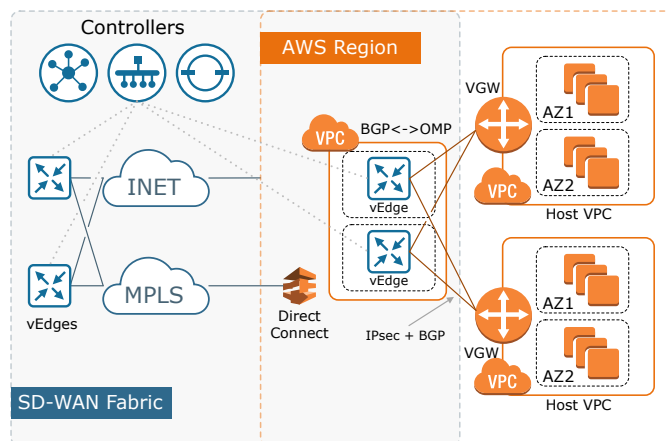 Controllers
AWS Region
VGW
AZ1
BGP<->OMP
VPC
INET
vEdge
AZ2
VPC
Host VPC
vEdge
MPLS
vEdges
Direct
Connect
IPsec + BGP
VGW
AZ1
AZ2
VPC
Host VPC
SD-WAN Fabric